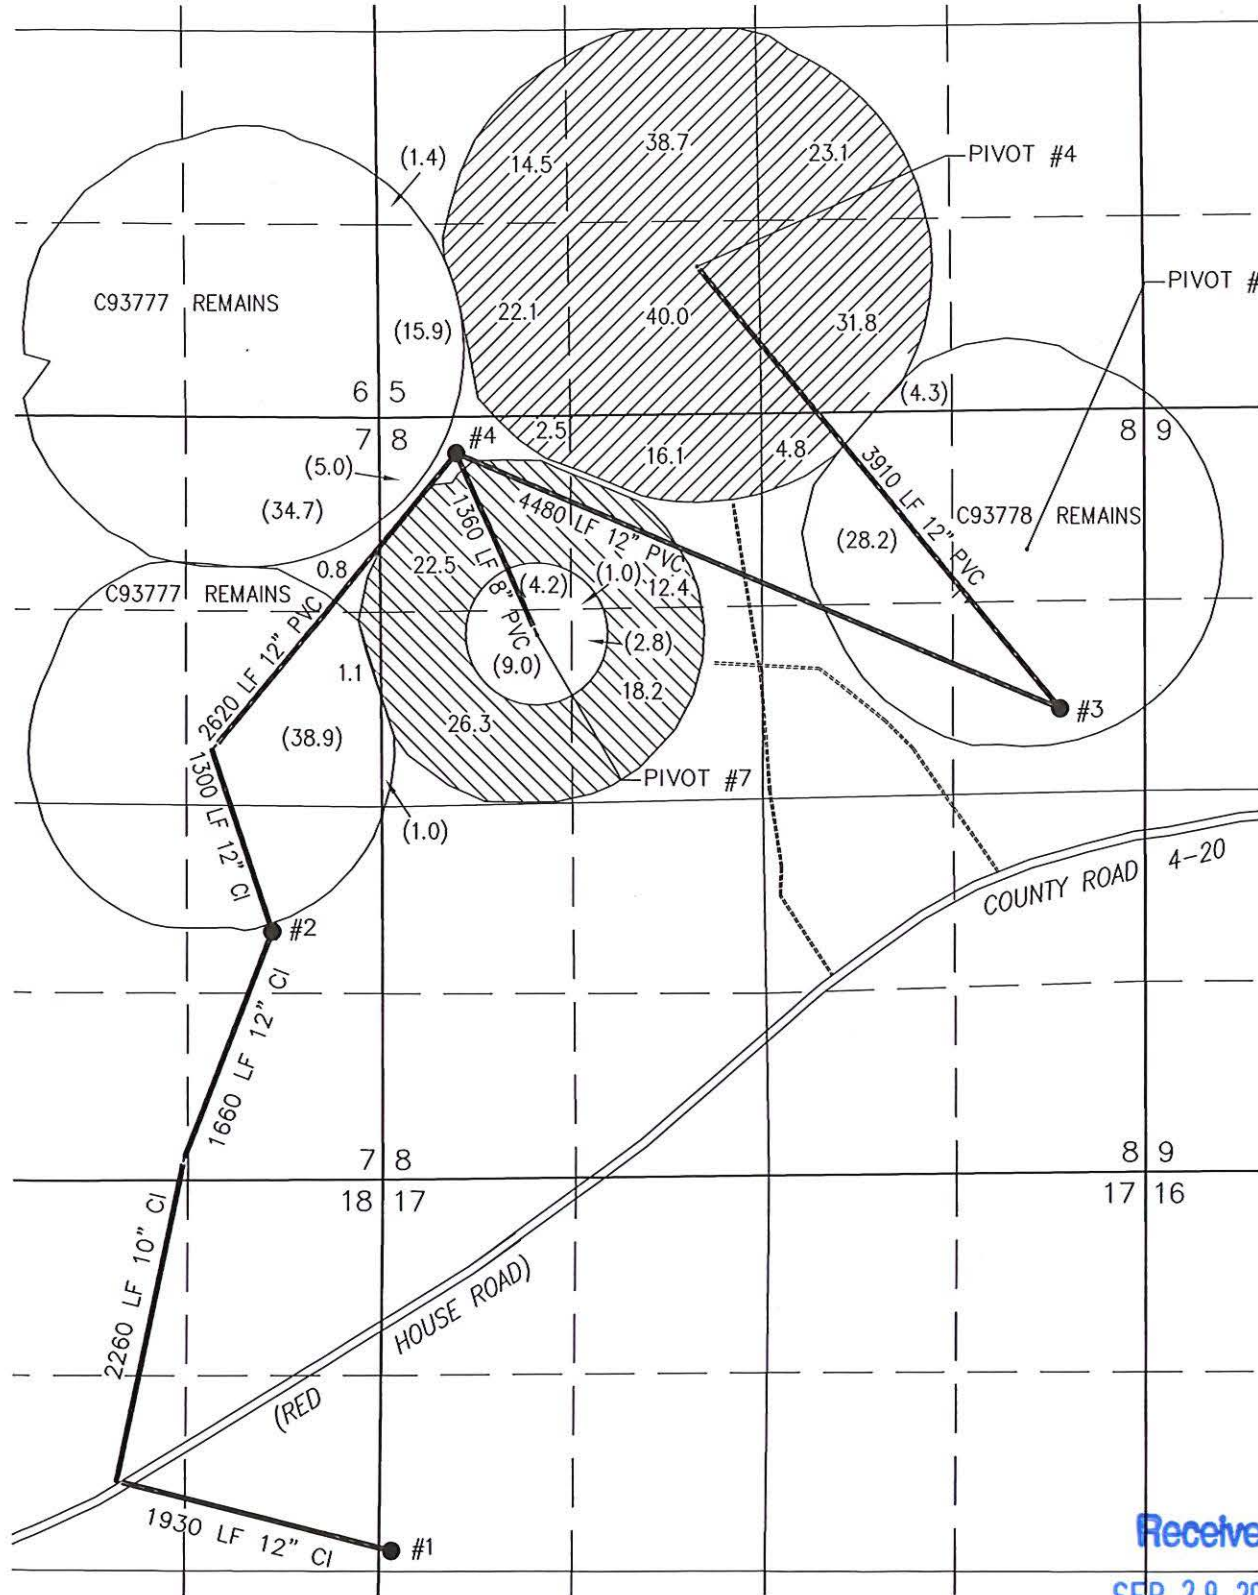 38.7
14.5
23.1
(1.4)
PIVOT #4
C93777 REMAINS
22.1
40.0
31.8
(15.9)
PIVOT #
6 5
7 8
(4.3)
8 9
#4
2.5
16.1
4.8
(5.0)
(34.7)
3910 LF 12" PVC
4480 LF 12" PVC
1360 LF 8" PVC
C93778 REMAINS
(28.2)
0.8
22.5
(4.2)
(1.0)
12.4
C93777 REMAINS
2620 LF 12" PVC
(2.8)
(9.0)
1.1
18.2
26.3
#3
(38.9)
PIVOT #7
1300 LF 12" CI
(1.0)
COUNTY ROAD 4-20
#2
1660 LF 12" CI
7 8
18 17
8 9
17 16
2260 LF 10" CI
(RED HOUSE ROAD)
1930 LF 12" CI
#1
Receive
SEP 29